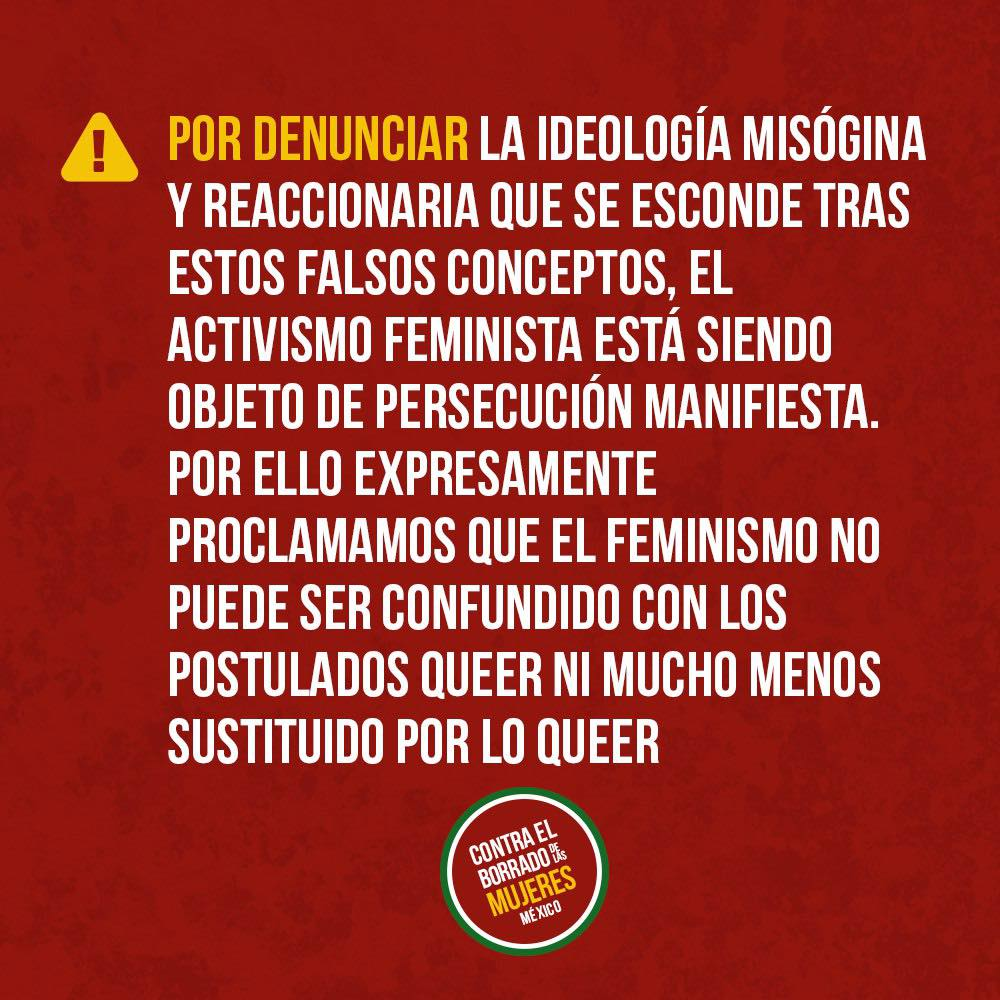 POR DENUNCIAR LA IDEOLOGÍA MISÓGINA
Y REACCIONARIA QUE SE ESCONDE TRAS
ESTOS FALSOS CONCEPTOS, EL
ACTIVISMO FEMINISTA ESTÁ SIENDO
OBJETO DE PERSECUCIÓN MANIFIESTA.
POR ELLO EXPRESAMENTE
PROCLAMAMOS QUE EL FEMINISMO NO
PUEDE SER CONFUNDIDO CON LOS
POSTULADOS QUEER NI MUCHO MENOS
SUSTITUIDO POR LO QUEER
CONTRA EL
BORRADO DE LAS
MUJERES
MÉXICO